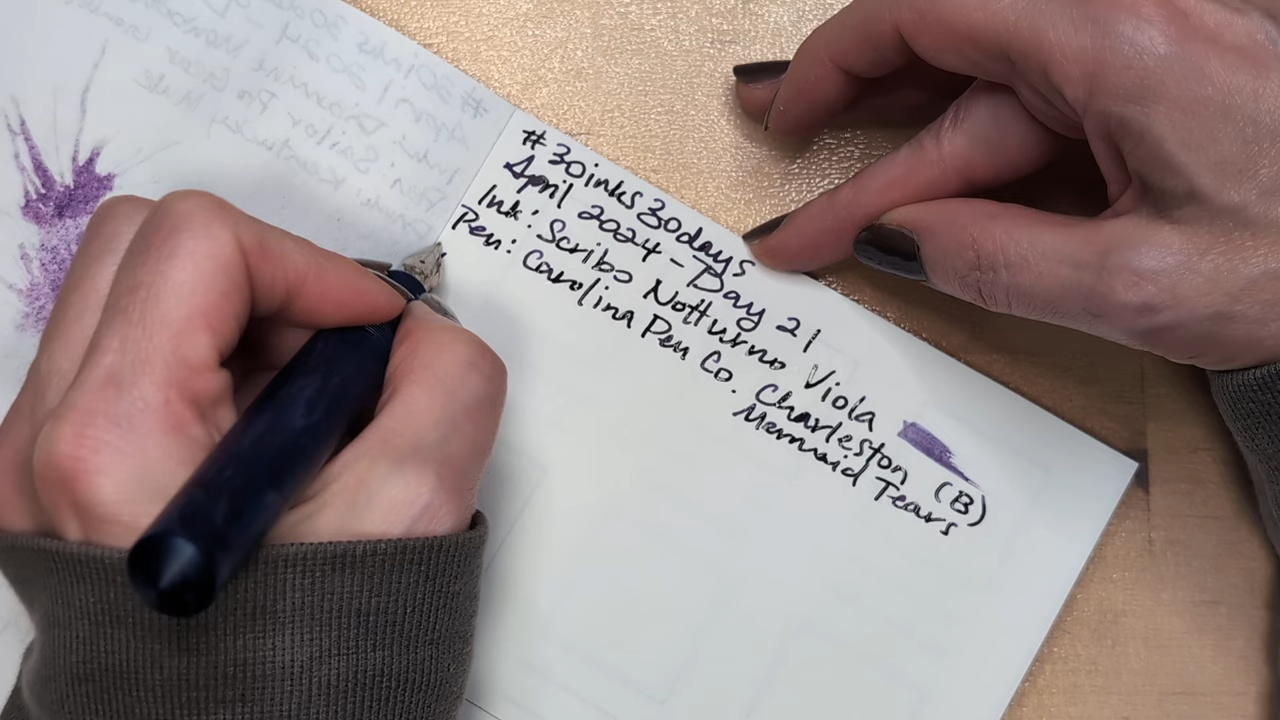 #30inks30days
April 2024 - Day 21
Ink: Scribo Notturno Viola
Pen: Carolina Pen Co. Charleston (B)
Mermaid Tears